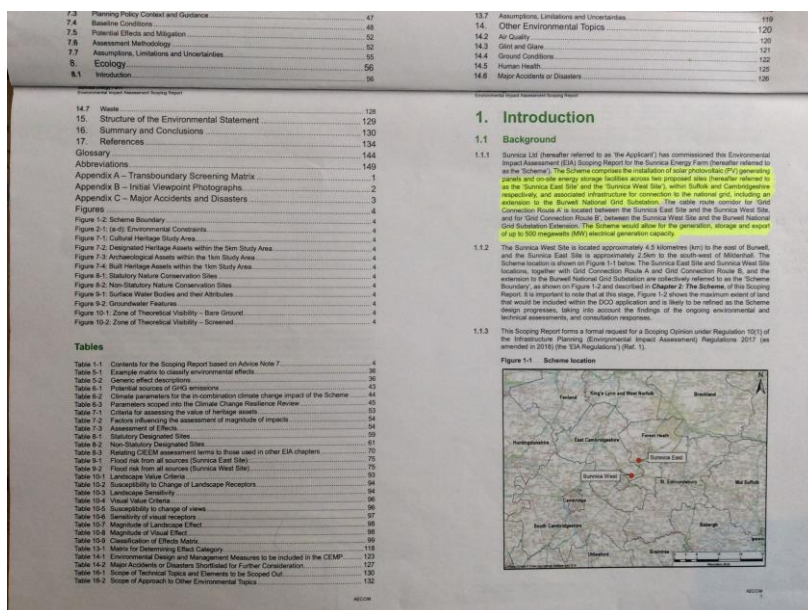 7.3 Planning Policy Context and Guidance 47
7.4 Baseline Conditions 48
7.5 Potential Effects and Mitigation 52
7.6 Assessment Methodology 52
7.7 Assumptions, Limitations and Uncertainties 55
8. Ecology 56
8.1 Introduction 56
Environmental Impact Assessment Scoping Report
14.7 Waste 128
15. Structure of the Environmental Statement 129
16. Summary and Conclusions 130
17. References 134
Glossary 144
Abbreviations 149
Appendix A – Transboundary Screening Matrix 1
Appendix B – Initial Viewpoint Photographs 2
Appendix C – Major Accidents and Disasters 3
Figures 4
Figure 1-2: Scheme Boundary 4
Figure 2-1: (a-d): Environmental Constraints 4
Figure 7-1: Cultural Heritage Study Area 4
Figure 7-2: Designated Heritage Assets within the 5km Study Area 4
Figure 7-3: Archaeological Assets within the 1km Study Area 4
Figure 7-4: Built Heritage Assets within the 1km Study Area 4
Figure 8-1: Statutory Nature Conservation Sites 4
Figure 8-2: Non-Statutory Nature Conservation Sites 4
Figure 9-1: Surface Water Bodies and their Attributes 4
Figure 9-2: Groundwater Features 4
Figure 10-1: Zone of Theoretical Visibility – Bare Ground 4
Figure 10-2: Zone of Theoretical Visibility – Screened 4
Tables
Table 1-1 Contents for the Scoping Report based on Advice Note 7 4
Table 5-1 Example matrix to classify environmental effects 36
Table 5-2 Generic effect descriptions 36
Table 6-1 Potential sources of GHG emissions 43
Table 6-2 Climate parameters for the in-combination climate change impact of the Scheme 44
Table 6-3 Parameters scoped into the Climate Change Resilience Review 45
Table 7-1 Criteria for assessing the value of heritage assets 53
Table 7-2 Factors influencing the assessment of magnitude of impacts 54
Table 7-3 Assessment of Effects 54
Table 8-1 Statutory Designated Sites 59
Table 8-2 Non-Statutory Designated Sites 61
Table 8-3 Relating CIEEM assessment terms to those used in other EIA chapters 70
Table 9-1 Flood risk from all sources (Sunnica East Site) 75
Table 9-2 Flood risk from all sources (Sunnica West Site) 75
Table 10-1 Landscape Value Criteria 93
Table 10-2 Susceptibility to Change of Landscape Receptors 94
Table 10-3 Landscape Sensitivity 94
Table 10-4 Visual Value Criteria 96
Table 10-5 Susceptibility to change of views 96
Table 10-6 Sensitivity of visual receptors 97
Table 10-7 Magnitude of Landscape Effect 98
Table 10-8 Magnitude of Visual Effect 98
Table 10-9 Classification of Effects Matrix 99
Table 13-1 Matrix for Determining Effect Category 118
Table 14-1 Environmental Design and Management Measures to be included in the CEMP 123
Table 14-2 Major Accidents or Disasters Shortlisted for Further Consideration 127
Table 16-1 Scope of Technical Topics and Elements to be Scoped Out 130
Table 16-2 Scope of Approach to Other Environmental Topics 132
AECOM
13.7 Assumptions, Limitations and Uncertainties 119
14. Other Environmental Topics 120
14.2 Air Quality 120
14.3 Glint and Glare 121
14.4 Ground Conditions 122
14.5 Human Health 125
14.6 Major Accidents or Disasters 126
Environmental Impact Assessment Scoping Report
1. Introduction
1.1 Background
1.1.1 Sunnica Ltd (hereafter referred to as 'the Applicant') has commissioned this Environmental
Impact Assessment (EIA) Scoping Report for the Sunnica Energy Farm (hereafter referred to
as the 'Scheme'). The Scheme comprises the installation of solar photovoltaic (PV) generating
panels and on-site energy storage facilities across two proposed sites (hereafter referred to
as the 'Sunnica East Site' and the 'Sunnica West Site'), within Suffolk and Cambridgeshire
respectively, and associated infrastructure for connection to the national grid, including an
extension to the Burwell National Grid Substation. The cable route corridor for 'Grid
Connection Route A' is located between the Sunnica East Site and the Sunnica West Site,
and for 'Grid Connection Route B', between the Sunnica West Site and the Burwell National
Grid Substation Extension. The Scheme would allow for the generation, storage and export
of up to 500 megawatts (MW) electrical generation capacity.
1.1.2 The Sunnica West Site is located approximately 4.5 kilometres (km) to the east of Burwell,
and the Sunnica East Site is approximately 2.5km to the south-west of Mildenhall. The
Scheme location is shown on Figure 1-1 below. The Sunnica East Site and Sunnica West Site
locations, together with Grid Connection Route A and Grid Connection Route B, and the
extension to the Burwell National Grid Substation are collectively referred to as the 'Scheme
Boundary', as shown on Figure 1-2 and described in Chapter 2: The Scheme, of this Scoping
Report. It is important to note that at this stage, Figure 1-2 shows the maximum extent of land
that would be included within the DCO application and is likely to be refined as the Scheme
design progresses, taking into account the findings of the ongoing environmental and
technical assessments, and consultation responses.
1.1.3 This Scoping Report forms a formal request for a Scoping Opinion under Regulation 10(1) of
the Infrastructure Planning (Environmental Impact Assessment) Regulations 2017 (as
amended in 2018) (the 'EIA Regulations') (Ref. 1).
Figure 1-1 Scheme location
N
Fenland
King's Lynn and West Norfolk
Breckland
Huntingdonshire
East Cambridgeshire
Forest Heath
Sunnica East
Sunnica West
St. Edmundsbury
Mid Suffolk
Cambridge
South Cambridgeshire
Babergh
Uttlesford
Braintree
AECOM
1